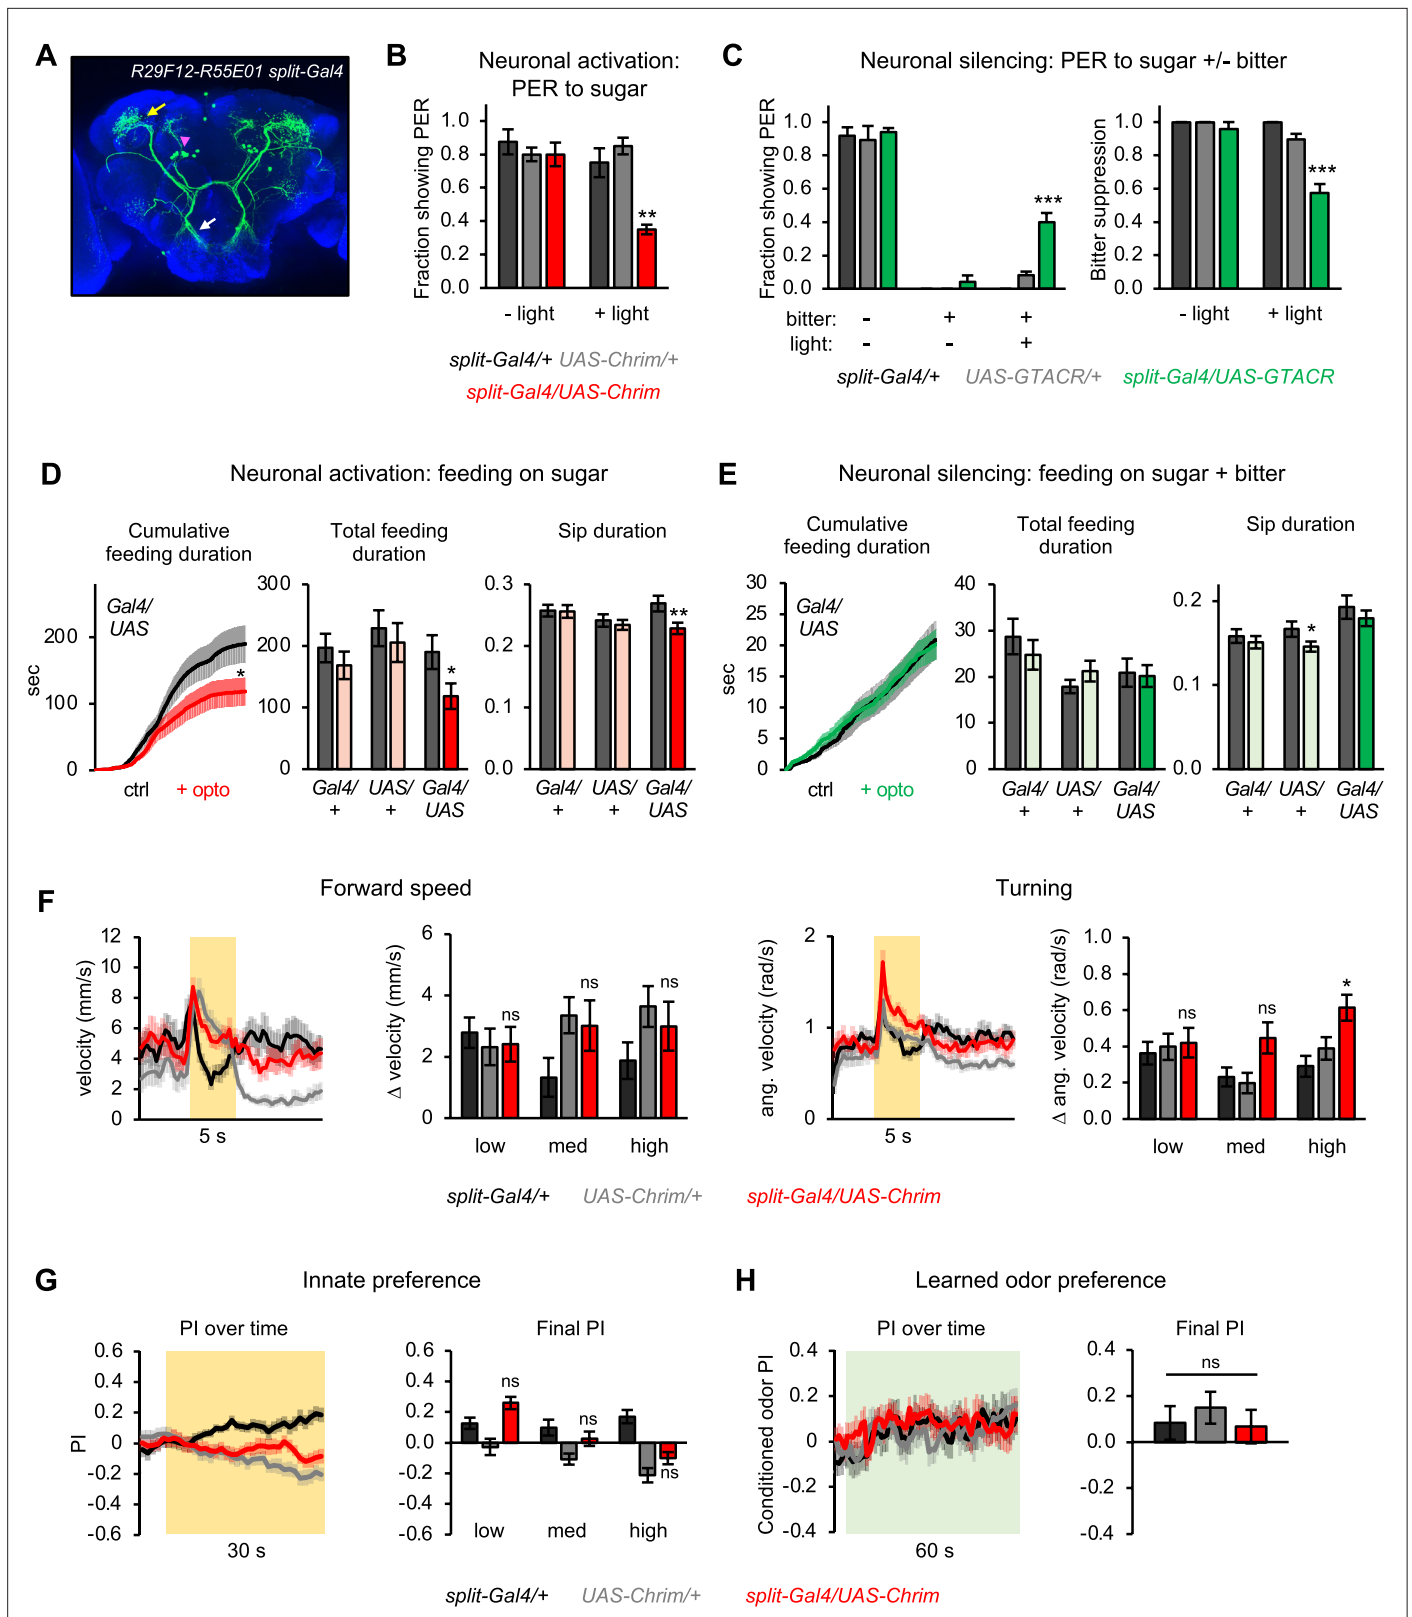 A
R29F12-R55E01 split-Gal4
B
Neuronal activation:
PER to sugar
Fraction showing PER
1.0
0.8
0.6
0.4
0.2
0.0
**
- light
+ light
split-Gal4/+ UAS-Chrim/+
split-Gal4/UAS-Chrim
C
Neuronal silencing: PER to sugar +/- bitter
Fraction showing PER
1.0
0.8
0.6
0.4
0.2
0.0
***
bitter: - + +
light: - - +
Bitter suppression
1.0
0.8
0.6
0.4
0.2
0.0
***
- light
+ light
split-Gal4/+ UAS-GTACR/+ split-Gal4/UAS-GTACR
D
Neuronal activation: feeding on sugar
Cumulative
feeding duration
Gal4/
UAS
sec
200
100
0
*
ctrl + opto
Total feeding
duration
300
200
100
0
*
Gal4/ UAS/ Gal4/
+ + UAS
Sip duration
0.3
0.2
0.1
0.0
**
Gal4/ UAS/ Gal4/
+ + UAS
E
Neuronal silencing: feeding on sugar + bitter
Cumulative
feeding duration
Gal4/
UAS
sec
30
25
20
15
10
5
0
ctrl + opto
Total feeding
duration
40
30
20
10
0
Gal4/ UAS/ Gal4/
+ + UAS
Sip duration
0.2
0.1
0.0
*
Gal4/ UAS/ Gal4/
+ + UAS
F
Forward speed
velocity (mm/s)
12
10
8
6
4
2
0
5 s
Δ velocity (mm/s)
6
4
2
0
ns
ns
ns
low med high
Turning
ang. velocity (rad/s)
2
1
0
5 s
Δ ang. velocity (rad/s)
1.0
0.8
0.6
0.4
0.2
0.0
ns
ns
*
low med high
split-Gal4/+ UAS-Chrim/+ split-Gal4/UAS-Chrim
G
Innate preference
PI over time
PI
0.6
0.4
0.2
0
-0.2
-0.4
-0.6
30 s
Final PI
0.6
0.4
0.2
0.0
-0.2
-0.4
-0.6
ns
ns
ns
low med high
H
Learned odor preference
PI over time
Conditioned odor PI
0.4
0.2
0
-0.2
-0.4
60 s
Final PI
0.4
0.2
0.0
-0.2
-0.4
ns
split-Gal4/+ UAS-Chrim/+ split-Gal4/UAS-Chrim